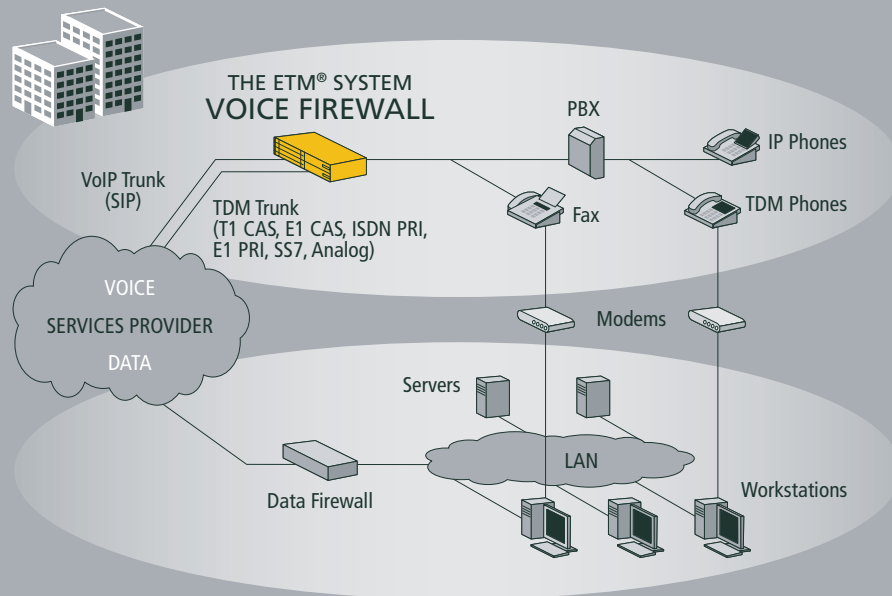 THE ETM® SYSTEM
VOICE FIREWALL
PBX
IP Phones
VoIP Trunk
(SIP)
TDM Trunk
(T1 CAS, E1 CAS, ISDN PRI,
E1 PRI, SS7, Analog)
Fax
TDM Phones
VOICE
SERVICES PROVIDER
DATA
Modems
Servers
LAN
Data Firewall
Workstations